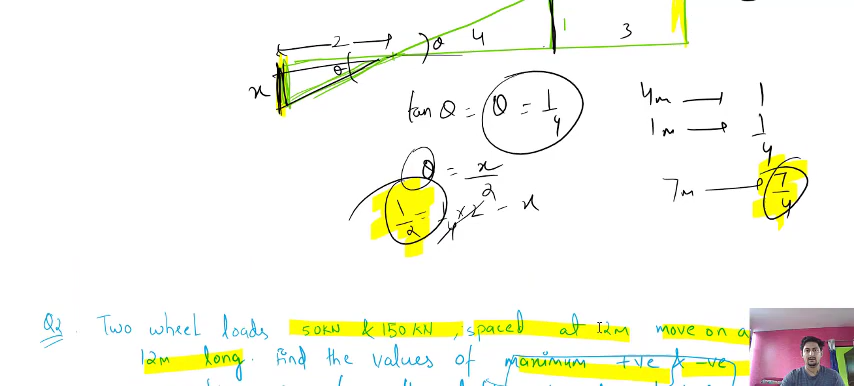 2 θ 4 1 3
x θ
tan θ = θ = 1/4
4m → 1
1m → 1/4
θ = x/2
7m → 7/4
1/2 = 1/4 × 2 = x
Q2. Two wheel loads 50KN & 150 KN, spaced at 12m move on a
12m long. Find the values of maximum +ve & -ve